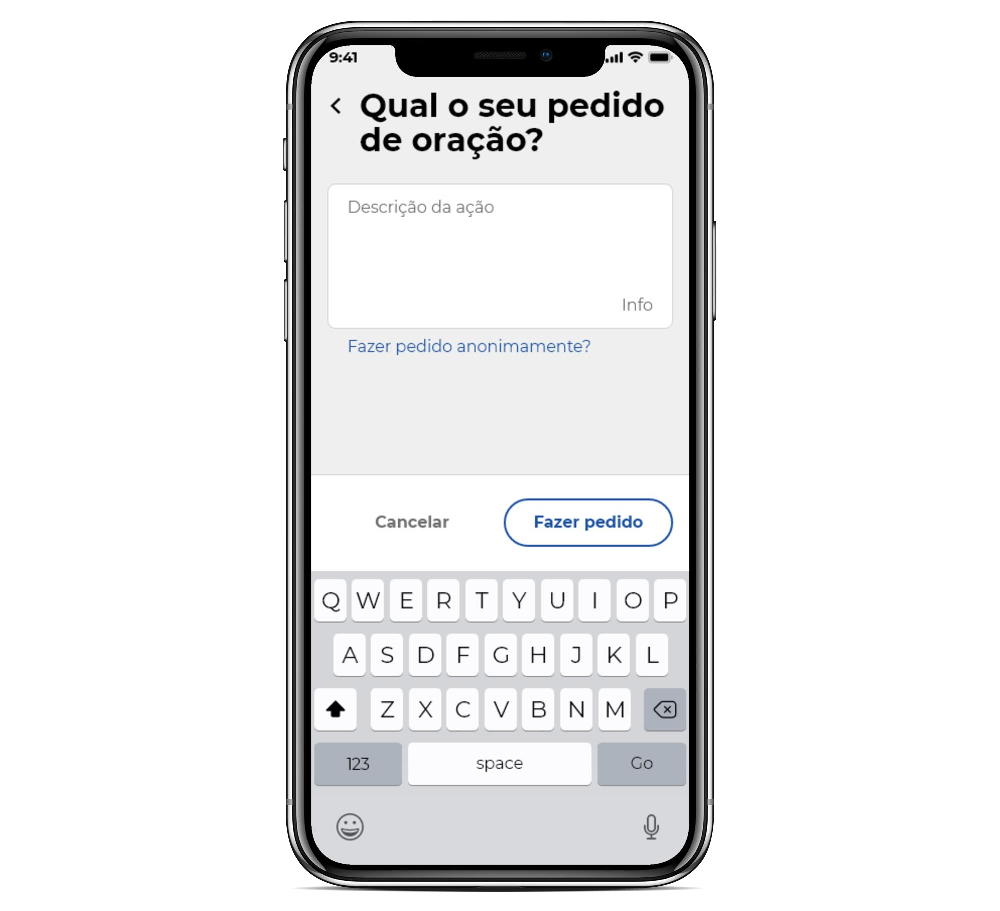 9:41
Qual o seu pedido
de oração?
Descrição da ação
Info
Fazer pedido anonimamente?
Cancelar
Fazer pedido
Q W E R T Y U I O P
A S D F G H J K L
Z X C V B N M
123 space Go